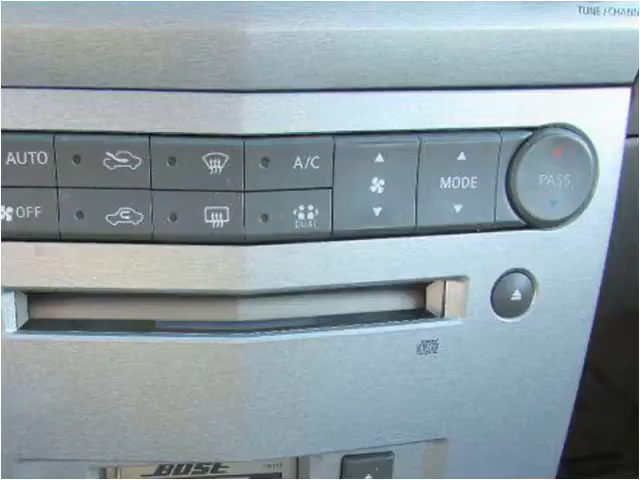 TUNE / CHANN
AUTO
A/C
MODE
PASS
OFF
DUAL
BOSE